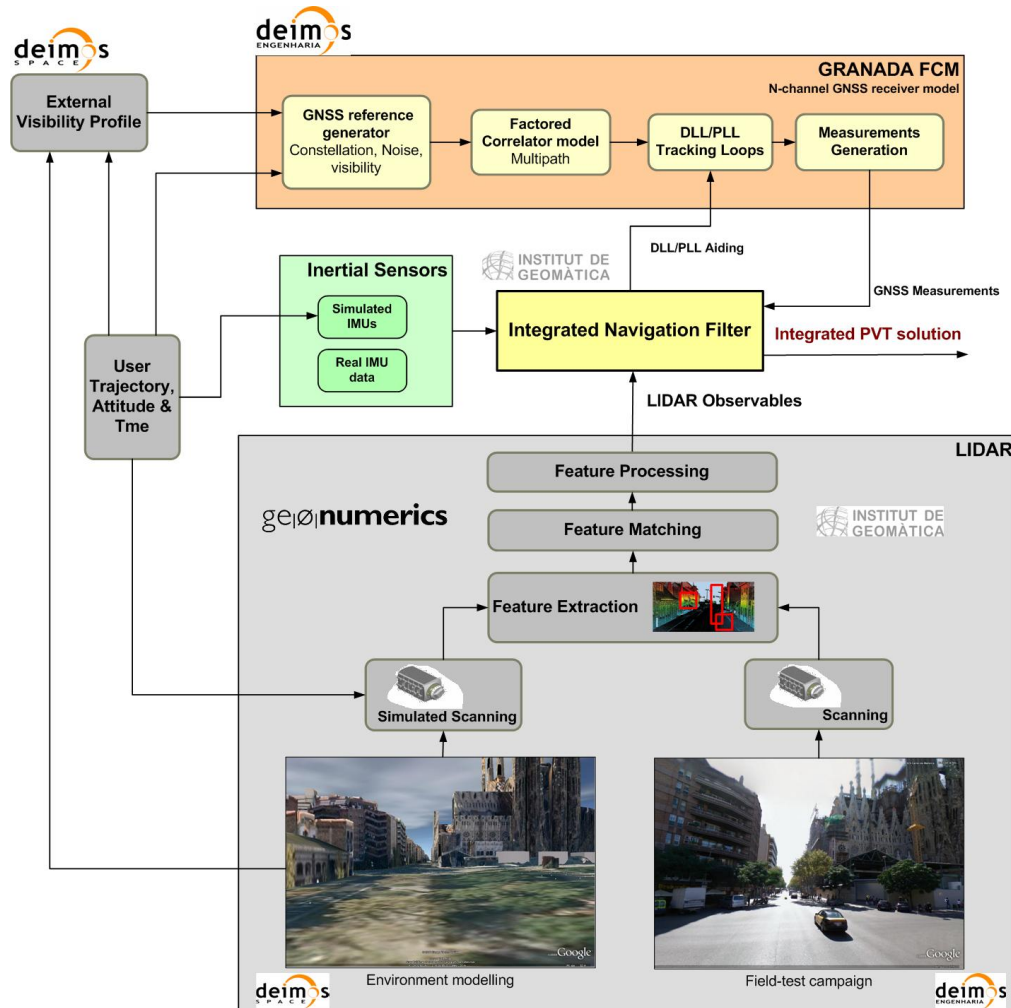 deimos
SPACE
deimos
ENGENHARIA
External
Visibility Profile
GRANADA FCM
N-channel GNSS receiver model
GNSS reference
generator
Constellation, Noise,
visibility
Factored
Correlator model
Multipath
DLL/PLL
Tracking Loops
Measurements
Generation
INSTITUT DE
GEOMÀTICA
DLL/PLL Aiding
GNSS Measurements
Inertial Sensors
Simulated
IMUs
Real IMU
data
Integrated Navigation Filter
Integrated PVT solution
User
Trajectory,
Attitude &
Tme
LIDAR Observables
LIDAR
Feature Processing
ge|ø|numerics
Feature Matching
INSTITUT DE
GEOMÀTICA
Feature Extraction
Simulated Scanning
Scanning
Google
Google
Environment modelling
Field-test campaign
deimos
SPACE
deimos
ENGENHARIA